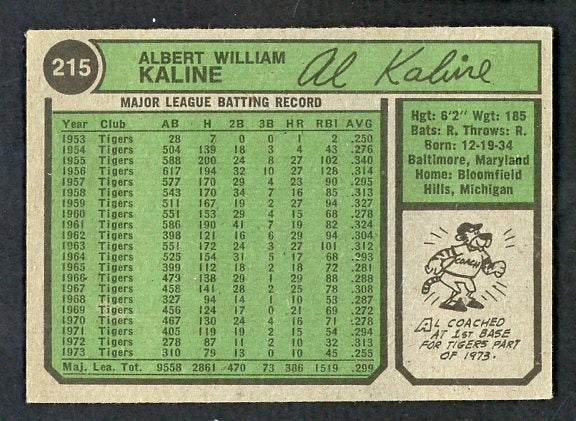 215
ALBERT WILLIAM
KALINE
Al Kaline
MAJOR LEAGUE BATTING RECORD
Year Club AB H 2B 3B HR RBI AVG
1953 Tigers 28 7 0 0 1 2 .250
1954 Tigers 504 139 18 3 4 43 .276
1955 Tigers 588 200 24 8 27 102 .340
1956 Tigers 617 194 32 10 27 128 .314
1957 Tigers 577 170 29 4 23 90 .295
1958 Tigers 543 170 34 7 16 85 .313
1959 Tigers 511 167 19 2 27 94 .327
1960 Tigers 551 153 29 4 15 68 .278
1961 Tigers 586 190 41 7 19 82 .324
1962 Tigers 398 121 16 6 29 94 .304
1963 Tigers 551 172 24 3 27 101 .312
1964 Tigers 525 154 31 5 17 68 .293
1965 Tigers 399 112 18 2 18 72 .281
1966 Tigers 479 138 29 1 29 88 .288
1967 Tigers 458 141 28 2 25 78 .308
1968 Tigers 327 94 14 1 10 53 .287
1969 Tigers 456 124 17 0 21 69 .272
1970 Tigers 467 130 24 4 16 71 .278
1971 Tigers 405 119 19 2 15 54 .294
1972 Tigers 278 87 11 2 10 32 .313
1973 Tigers 310 79 13 0 10 45 .255
Maj. Lea. Tot. 9558 2861 470 73 386 1519 .299
Hgt: 6'2" Wgt: 185
Bats: R. Throws: R.
Born: 12-19-34
Baltimore, Maryland
Home: Bloomfield
Hills, Michigan
COACH
AL COACHED
AT 1ST BASE
FOR TIGERS PART
OF 1973.